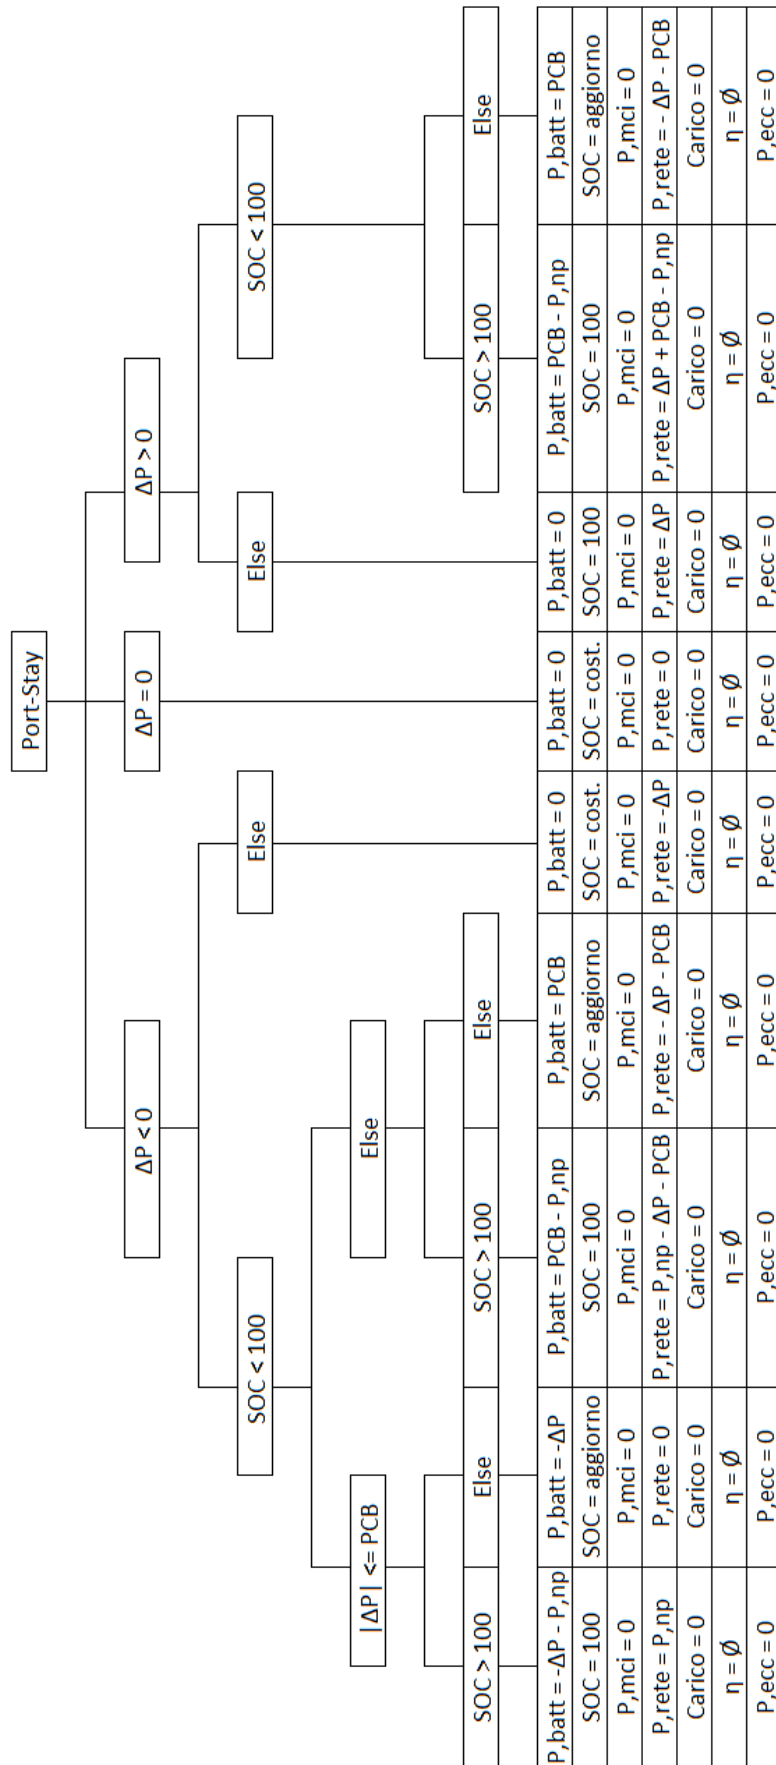 Port-Stay
ΔP < 0
ΔP = 0
ΔP > 0
SOC < 100
Else
Else
SOC < 100
|ΔP| <= PCB
Else
SOC > 100
Else
SOC > 100
Else
SOC > 100
Else
P,batt = -ΔP - P,np
P,batt = -ΔP
P,batt = PCB - P,np
P,batt = PCB
P,batt = 0
P,batt = 0
P,batt = 0
P,batt = PCB - P,np
P,batt = PCB
SOC = 100
SOC = aggiorno
SOC = 100
SOC = aggiorno
SOC = cost.
SOC = cost.
SOC = 100
SOC = 100
SOC = aggiorno
P,mci = 0
P,mci = 0
P,mci = 0
P,mci = 0
P,mci = 0
P,mci = 0
P,mci = 0
P,mci = 0
P,mci = 0
P,rete = P,np
P,rete = 0
P,rete = P,np - ΔP - PCB
P,rete = - ΔP - PCB
P,rete = -ΔP
P,rete = 0
P,rete = ΔP
P,rete = ΔP + PCB - P,np
P,rete = - ΔP - PCB
Carico = 0
Carico = 0
Carico = 0
Carico = 0
Carico = 0
Carico = 0
Carico = 0
Carico = 0
Carico = 0
η = Ø
η = Ø
η = Ø
η = Ø
η = Ø
η = Ø
η = Ø
η = Ø
η = Ø
P,ecc = 0
P,ecc = 0
P,ecc = 0
P,ecc = 0
P,ecc = 0
P,ecc = 0
P,ecc = 0
P,ecc = 0
P,ecc = 0